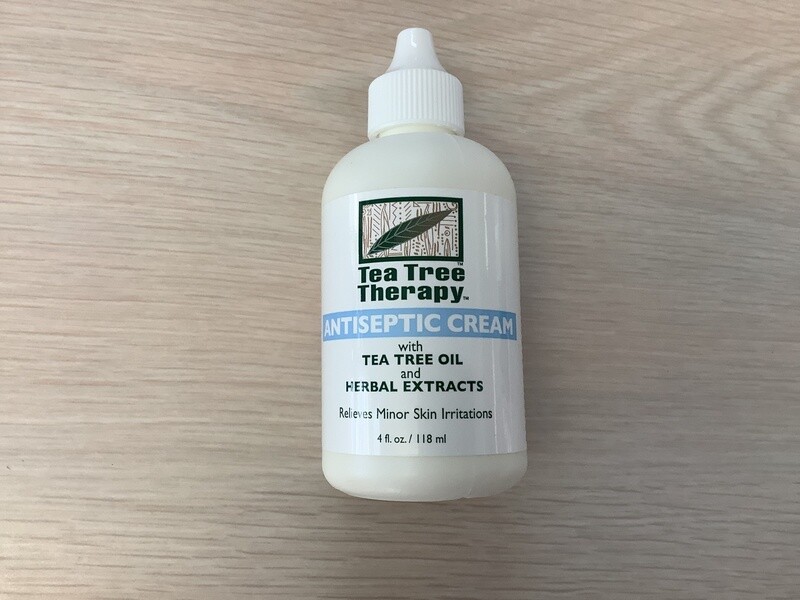 Tea Tree
Therapy™
ANTISEPTIC CREAM
with
TEA TREE OIL
and
HERBAL EXTRACTS
Relieves Minor Skin Irritations
4 fl. oz. / 118 ml